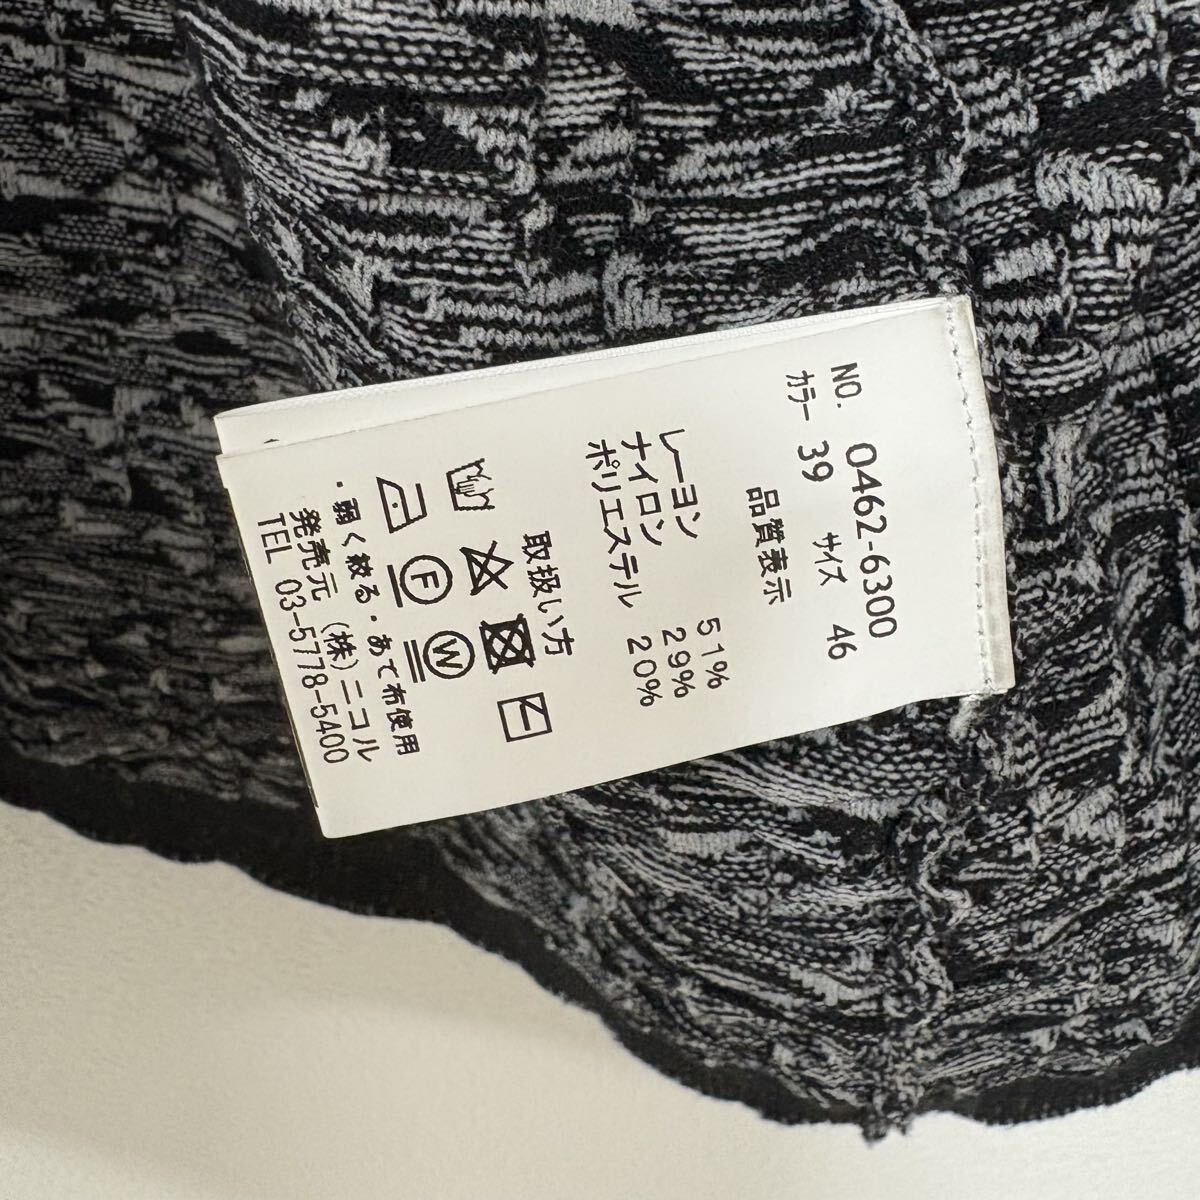 NO. 0462-6300
カラー 39 サイズ 46
品質表示
レーヨン 51%
ナイロン 29%
ポリエステル 20%
取扱い方
F W
・弱く絞る・あて布使用
発売元 (株)ニコル
TEL 03-5778-5400